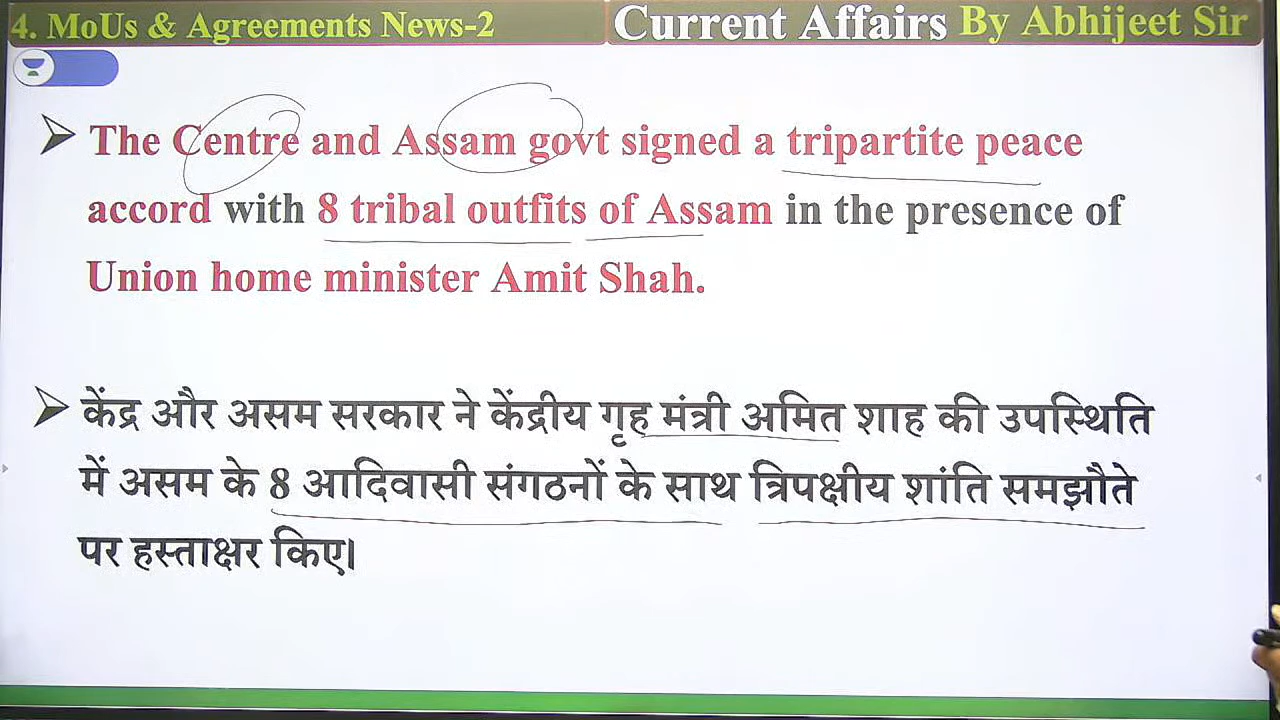 4. MoUs & Agreements News-2
Current Affairs By Abhijeet Sir
The Centre and Assam govt signed a tripartite peace
accord with 8 tribal outfits of Assam in the presence of
Union home minister Amit Shah.
केंद्र और असम सरकार ने केंद्रीय गृह मंत्री अमित शाह की उपस्थिति
में असम के 8 आदिवासी संगठनों के साथ त्रिपक्षीय शांति समझौते
पर हस्ताक्षर किए।